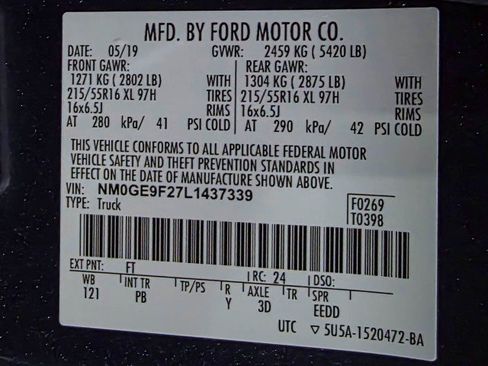 MFD. BY FORD MOTOR CO.
DATE: 05/19 GVWR: 2459 KG ( 5420 LB)
FRONT GAWR: REAR GAWR:
1271 KG ( 2802 LB) WITH 1304 KG ( 2875 LB) WITH
215/55R16 XL 97H TIRES 215/55R16 XL 97H TIRES
16x6.5J RIMS 16x6.5J RIMS
AT 280 kPa/ 41 PSI COLD AT 290 kPa/ 42 PSI COLD
THIS VEHICLE CONFORMS TO ALL APPLICABLE FEDERAL MOTOR
VEHICLE SAFETY AND THEFT PREVENTION STANDARDS IN
EFFECT ON THE DATE OF MANUFACTURE SHOWN ABOVE.
VIN: NM0GE9F27L1437339 F0269
TYPE: Truck T0398
EXT PNT: FT RC: 24 DSO:
WB INT TR TP/PS R AXLE TR SPR
121 PB Y 3D EEDD
UTC ▽ 5U5A-1520472-BA